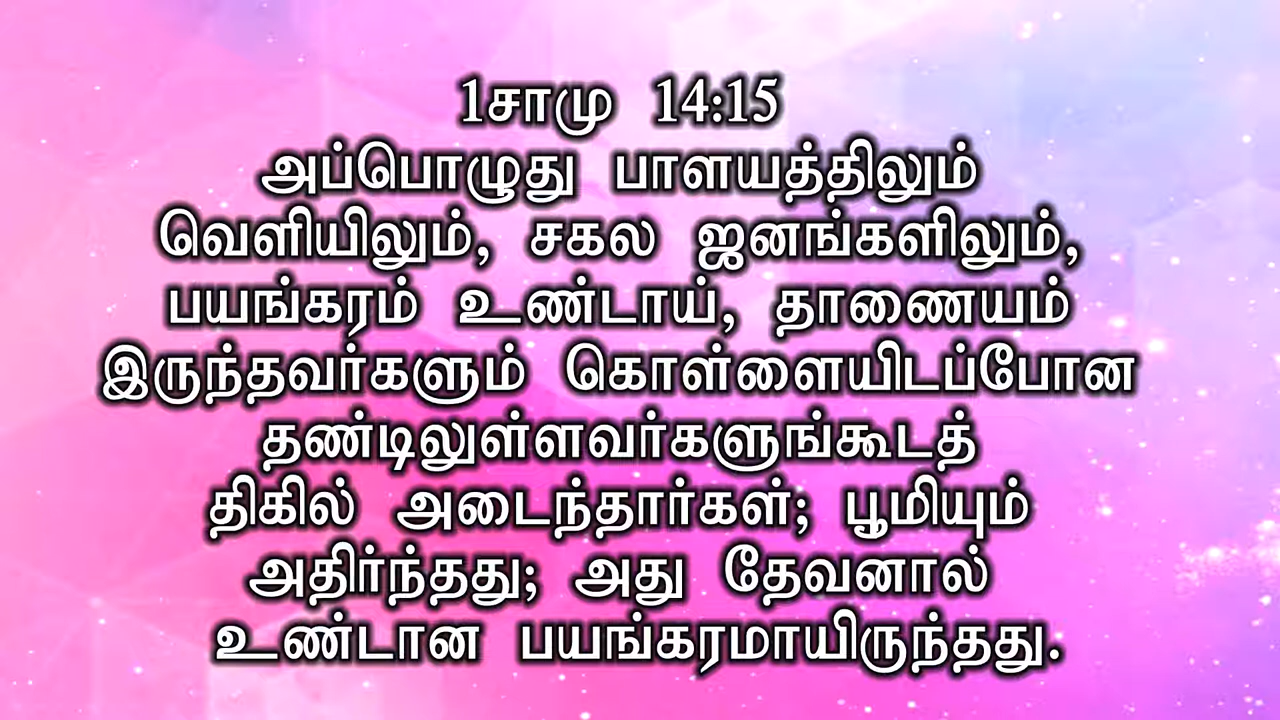 1சாமு 14:15
அப்பொழுது பாளயத்திலும்
வெளியிலும், சகல ஜனங்களிலும்,
பயங்கரம் உண்டாய், தாணையம்
இருந்தவர்களும் கொள்ளையிடப்போன
தண்டிலுள்ளவர்களுங்கூடத்
திகில் அடைந்தார்கள்; பூமியும்
அதிர்ந்தது; அது தேவனால்
உண்டான பயங்கரமாயிருந்தது.